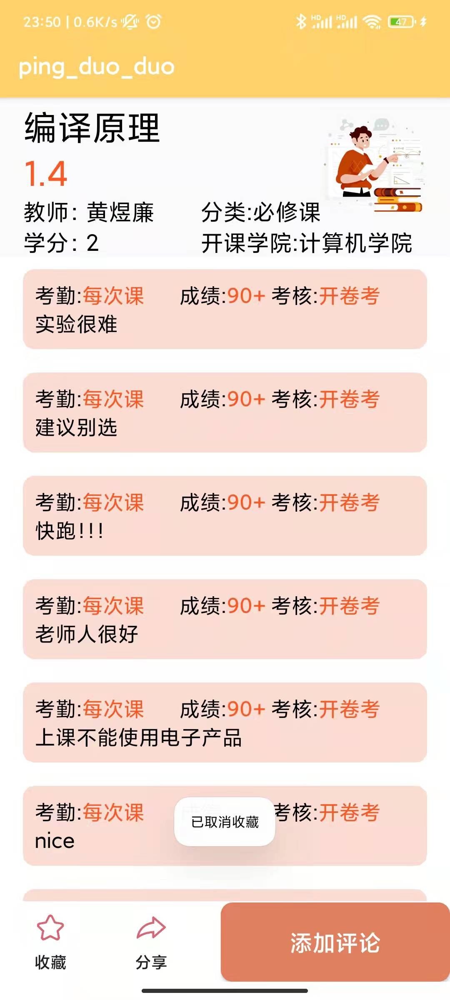 23:50 | 0.6K/s
HD HD 47
ping_duo_duo
编译原理
1.4
教师：黄煜廉 分类:必修课
学分：2 开课学院:计算机学院
考勤:每次课 成绩:90+ 考核:开卷考
实验很难
考勤:每次课 成绩:90+ 考核:开卷考
建议别选
考勤:每次课 成绩:90+ 考核:开卷考
快跑!!!
考勤:每次课 成绩:90+ 考核:开卷考
老师人很好
考勤:每次课 成绩:90+ 考核:开卷考
上课不能使用电子产品
考勤:每次课 考核:开卷考
已取消收藏
nice
收藏
分享
添加评论